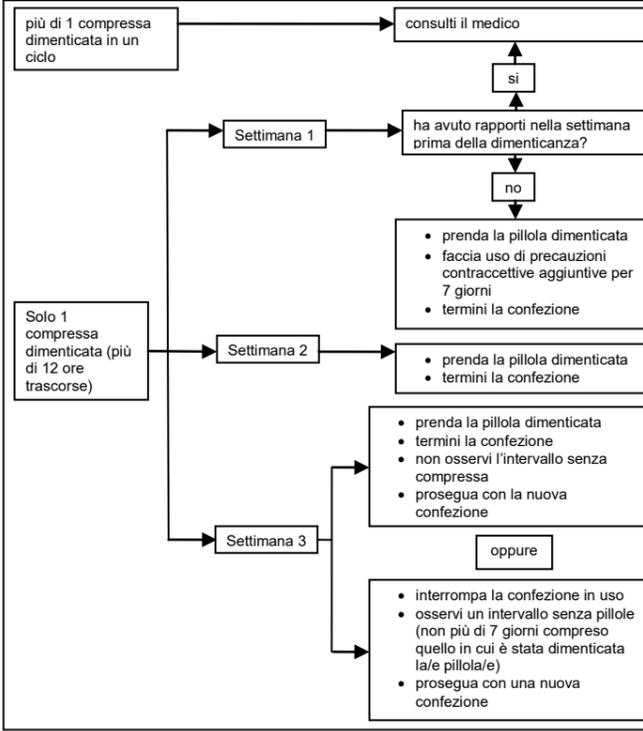 più di 1 compressa
dimenticata in un
ciclo
consulti il medico
si
Settimana 1
ha avuto rapporti nella settimana
prima della dimenticanza?
no
• prenda la pillola dimenticata
• faccia uso di precauzioni
contraccettive aggiuntive per
7 giorni
• termini la confezione
Solo 1
compressa
dimenticata (più
di 12 ore
trascorse)
Settimana 2
• prenda la pillola dimenticata
• termini la confezione
• prenda la pillola dimenticata
• termini la confezione
• non osservi l'intervallo senza
compressa
• prosegua con la nuova
confezione
Settimana 3
oppure
• interrompa la confezione in uso
• osservi un intervallo senza pillole
(non più di 7 giorni compreso
quello in cui è stata dimenticata
la/e pillola/e)
• prosegua con una nuova
confezione